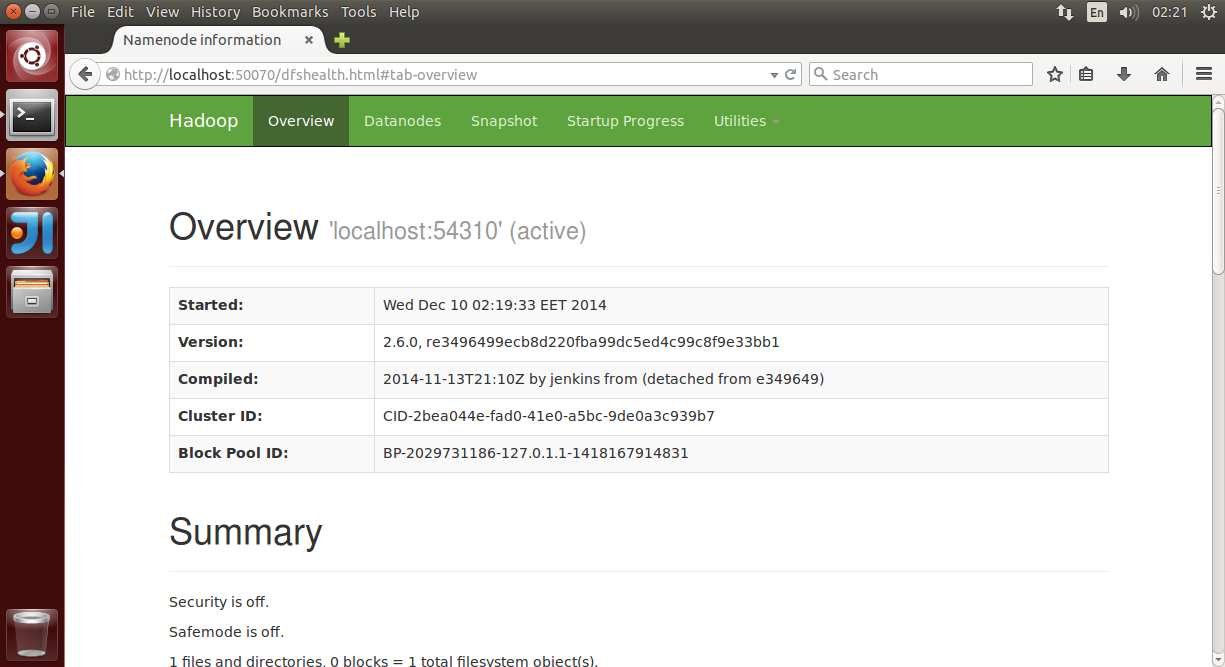 File Edit View History Bookmarks Tools Help En 02:21
Namenode information
http://localhost:50070/dfshealth.html#tab-overview Search
Hadoop Overview Datanodes Snapshot Startup Progress Utilities
Overview 'localhost:54310' (active)
Started: Wed Dec 10 02:19:33 EET 2014
Version: 2.6.0, re3496499ecb8d220fba99dc5ed4c99c8f9e33bb1
Compiled: 2014-11-13T21:10Z by jenkins from (detached from e349649)
Cluster ID: CID-2bea044e-fad0-41e0-a5bc-9de0a3c939b7
Block Pool ID: BP-2029731186-127.0.1.1-1418167914831
Summary
Security is off.
Safemode is off.
1 files and directories, 0 blocks = 1 total filesystem object(s).